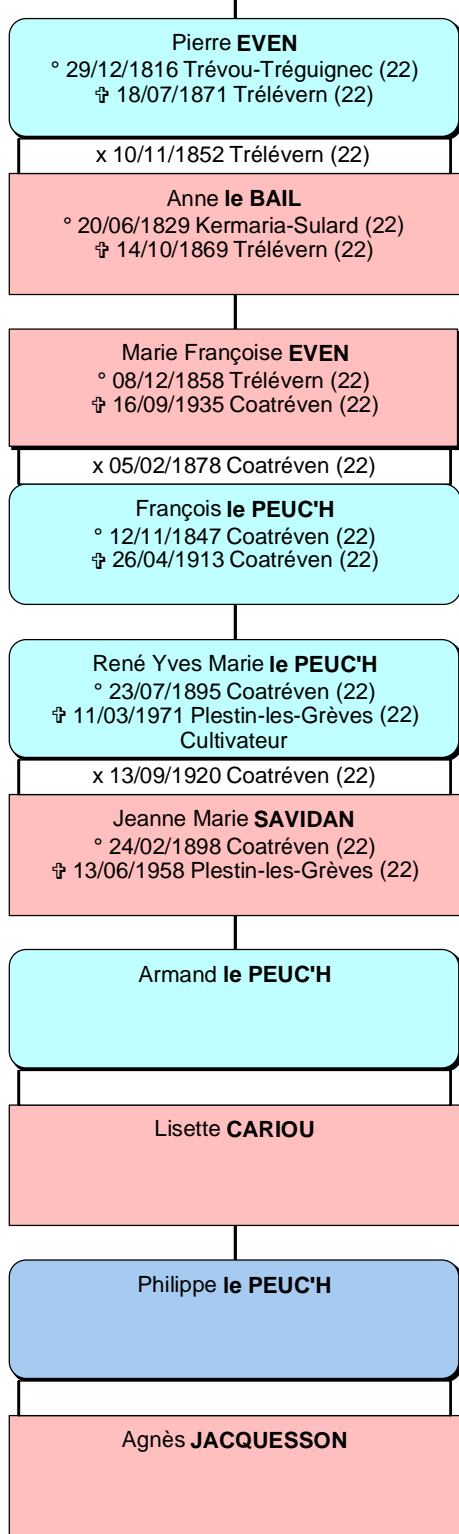 Pierre EVEN
° 29/12/1816 Trévou-Tréguignec (22)
✞ 18/07/1871 Trélévern (22)
x 10/11/1852 Trélévern (22)
Anne le BAIL
° 20/06/1829 Kermaria-Sulard (22)
✞ 14/10/1869 Trélévern (22)
Marie Françoise EVEN
° 08/12/1858 Trélévern (22)
✞ 16/09/1935 Coatréven (22)
x 05/02/1878 Coatréven (22)
François le PEUC'H
° 12/11/1847 Coatréven (22)
✞ 26/04/1913 Coatréven (22)
René Yves Marie le PEUC'H
° 23/07/1895 Coatréven (22)
✞ 11/03/1971 Plestin-les-Grèves (22)
Cultivateur
x 13/09/1920 Coatréven (22)
Jeanne Marie SAVIDAN
° 24/02/1898 Coatréven (22)
✞ 13/06/1958 Plestin-les-Grèves (22)
Armand le PEUC'H
Lisette CARIOU
Philippe le PEUC'H
Agnès JACQUESSON